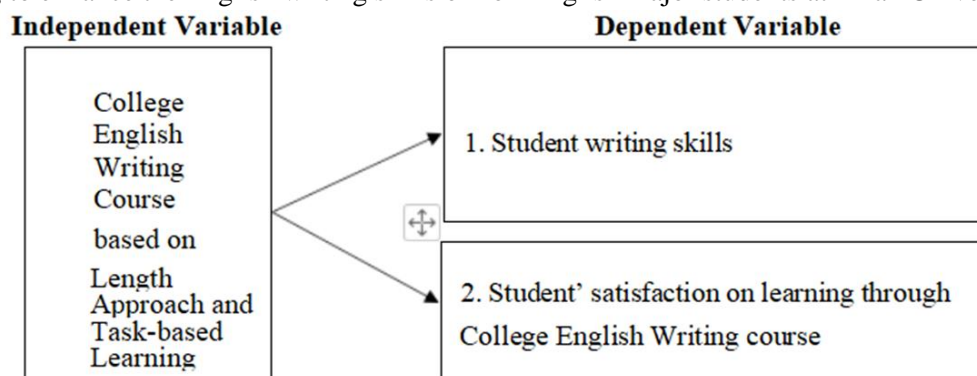 Independent Variable
Dependent Variable
College
English
Writing
Course
based on
Length
Approach and
Task-based
Learning
1. Student writing skills
2. Student’ satisfaction on learning through
College English Writing course